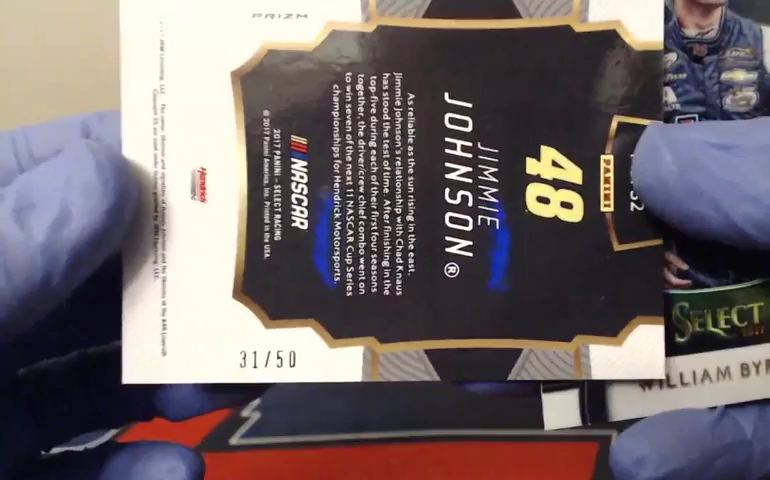 PANINI
48
JIMMIE
JOHNSON®
As reliable as the sun rising in the east,
Jimmie Johnson's relationship with Chad Knaus
has stood the test of time. After finishing in the
top-five during each of their first four seasons
together, the driver/crew chief combo went on
to win seven of the next 11 NASCAR Cup Series
championships for Hendrick Motorsports.
NASCAR
2017 PANINI – SELECT RACING
© 2017 Panini America, Inc. Printed in the USA.
Hendrick
PRIZM
31/50
SELECT
WILLIAM